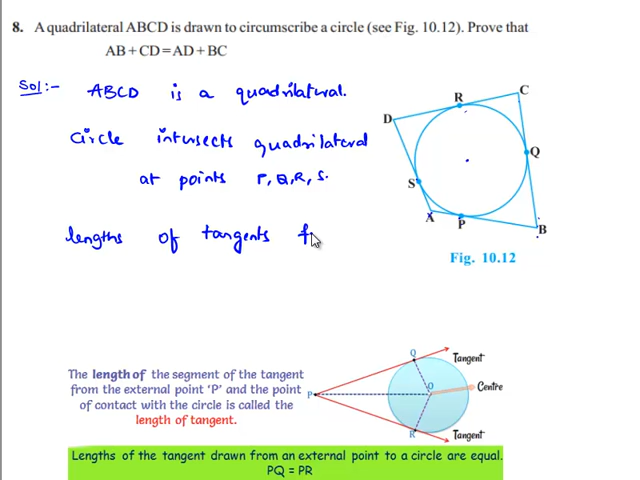 8. A quadrilateral ABCD is drawn to circumscribe a circle (see Fig. 10.12). Prove that
AB + CD = AD + BC
Sol:-
ABCD is a quadrilateral.
Circle intersects quadrilateral
at points P, Q, R, S.
lengths of tangents f
C
R
D
Q
S
A
P
B
Fig. 10.12
The length of the segment of the tangent
from the external point 'P' and the point
of contact with the circle is called the
length of tangent.
Q
Tangent
P
O
Centre
R
Tangent
Lengths of the tangent drawn from an external point to a circle are equal.
PQ = PR